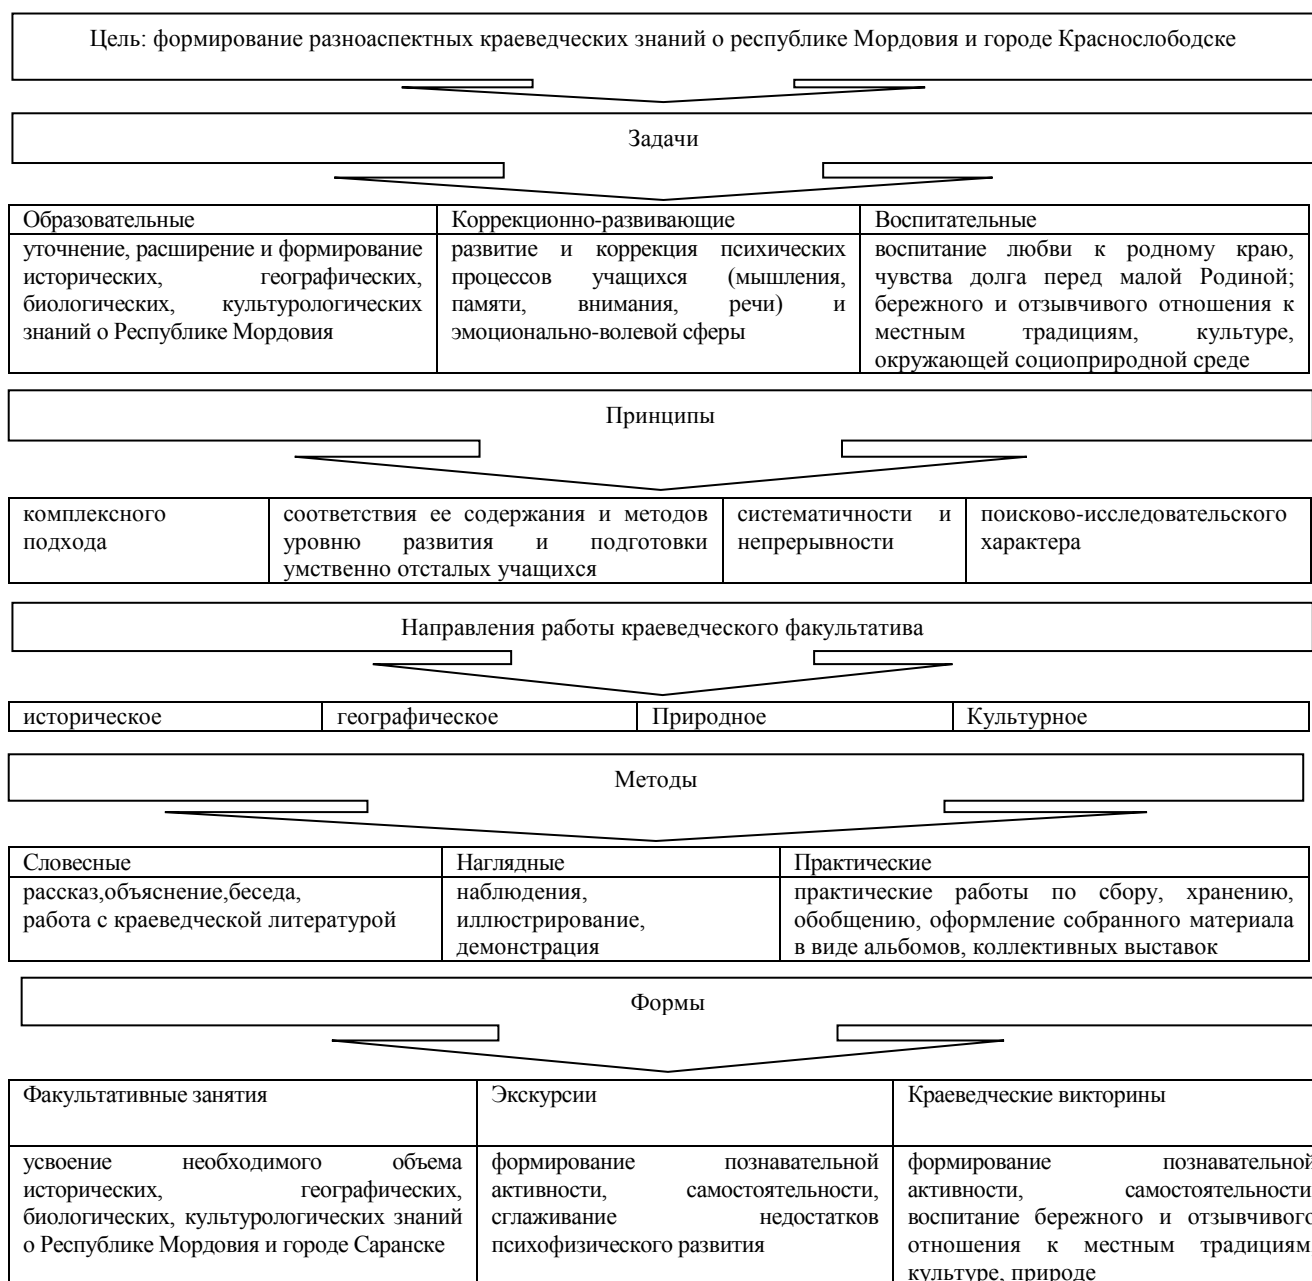 Цель: формирование разноаспектных краеведческих знаний о республике Мордовия и городе Краснослободске
Задачи
Образовательные
уточнение, расширение и формирование
исторических, географических,
биологических, культурологических
знаний о Республике Мордовия
Коррекционно-развивающие
развитие и коррекция психических
процессов учащихся (мышления,
памяти, внимания, речи) и
эмоционально-волевой сферы
Воспитательные
воспитание любви к родному краю,
чувства долга перед малой Родиной;
бережного и отзывчивого отношения к
местным традициям, культуре,
окружающей социоприродной среде
Принципы
комплексного
подхода
соответствия ее содержания и методов
уровню развития и подготовки
умственно отсталых учащихся
систематичности и
непрерывности
поисково-исследовательского
характера
Направления работы краеведческого факультатива
историческое
географическое
Природное
Культурное
Методы
Словесные
рассказ,объяснение,беседа,
работа с краеведческой литературой
Наглядные
наблюдения,
иллюстрирование,
демонстрация
Практические
практические работы по сбору, хранению,
обобщению, оформление собранного материала
в виде альбомов, коллективных выставок
Формы
Факультативные занятия
усвоение необходимого объема
исторических, географических,
биологических, культурологических знаний
о Республике Мордовия и городе Саранске
Экскурсии
формирование познавательной
активности, самостоятельности,
сглаживание недостатков
психофизического развития
Краеведческие викторины
формирование познавательной
активности, самостоятельности
воспитание бережного и отзывчивого
отношения к местным традициям,
культуре, природе